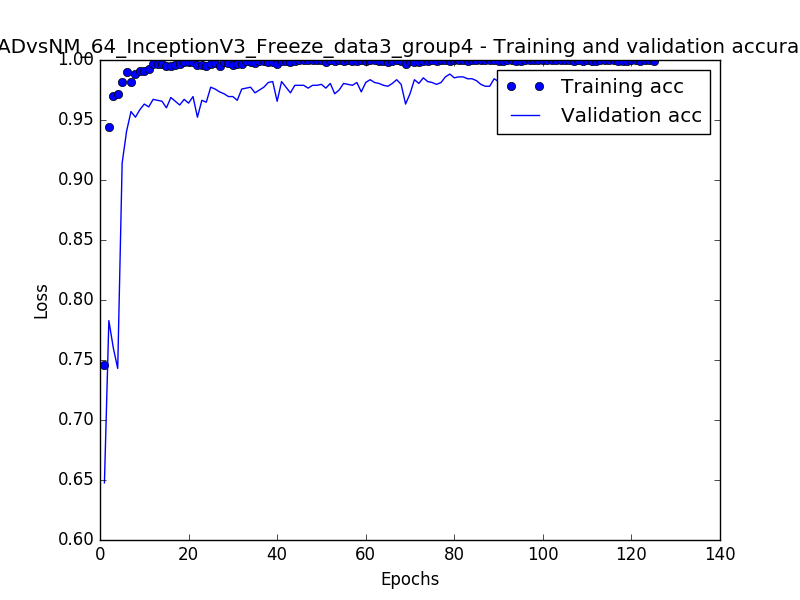 ADvsNM_64_InceptionV3_Freeze_data3_group4 - Training and validation accura
1.00
0.95
0.90
0.85
0.80
0.75
0.70
0.65
0.60
Loss
Training acc
Validation acc
0 20 40 60 80 100 120 140
Epochs